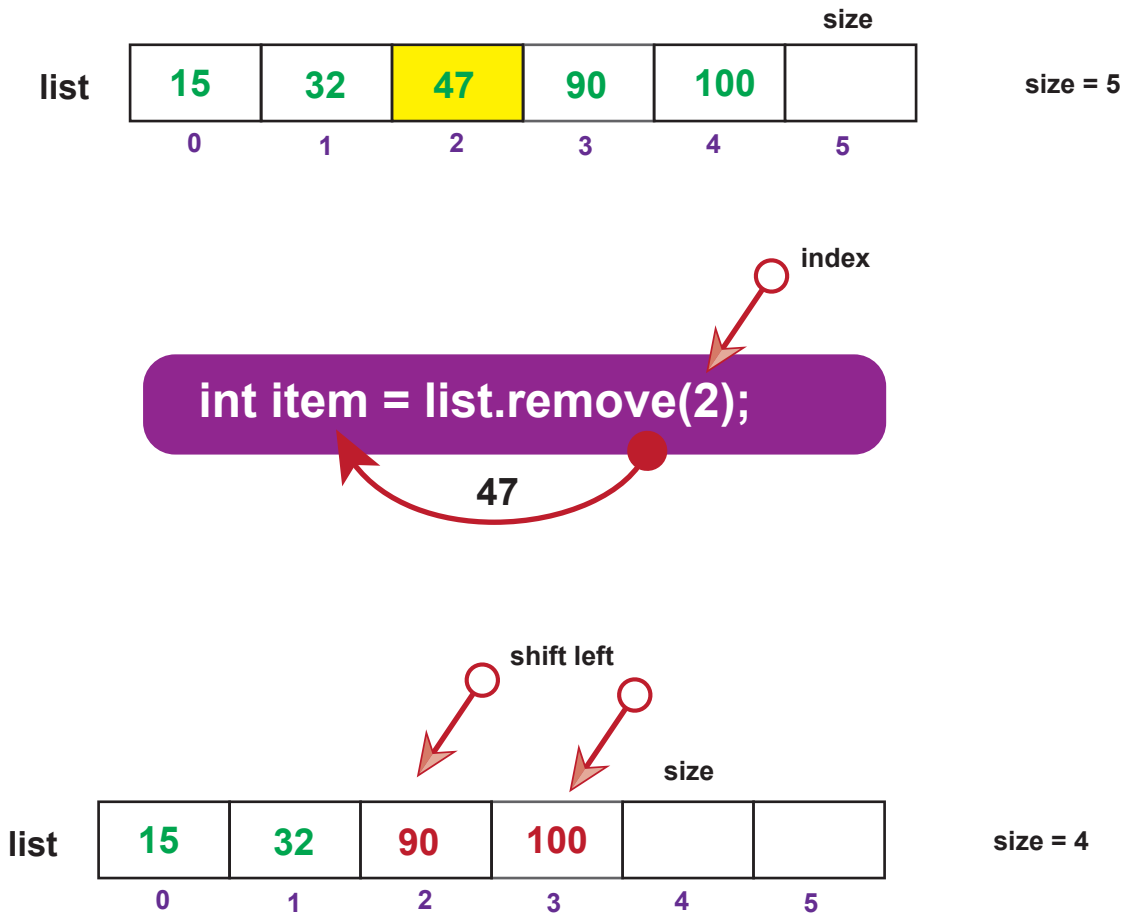 size
list 15 32 47 90 100 size = 5
0 1 2 3 4 5
index
int item = list.remove(2);
47
shift left
size
list 15 32 90 100 size = 4
0 1 2 3 4 5